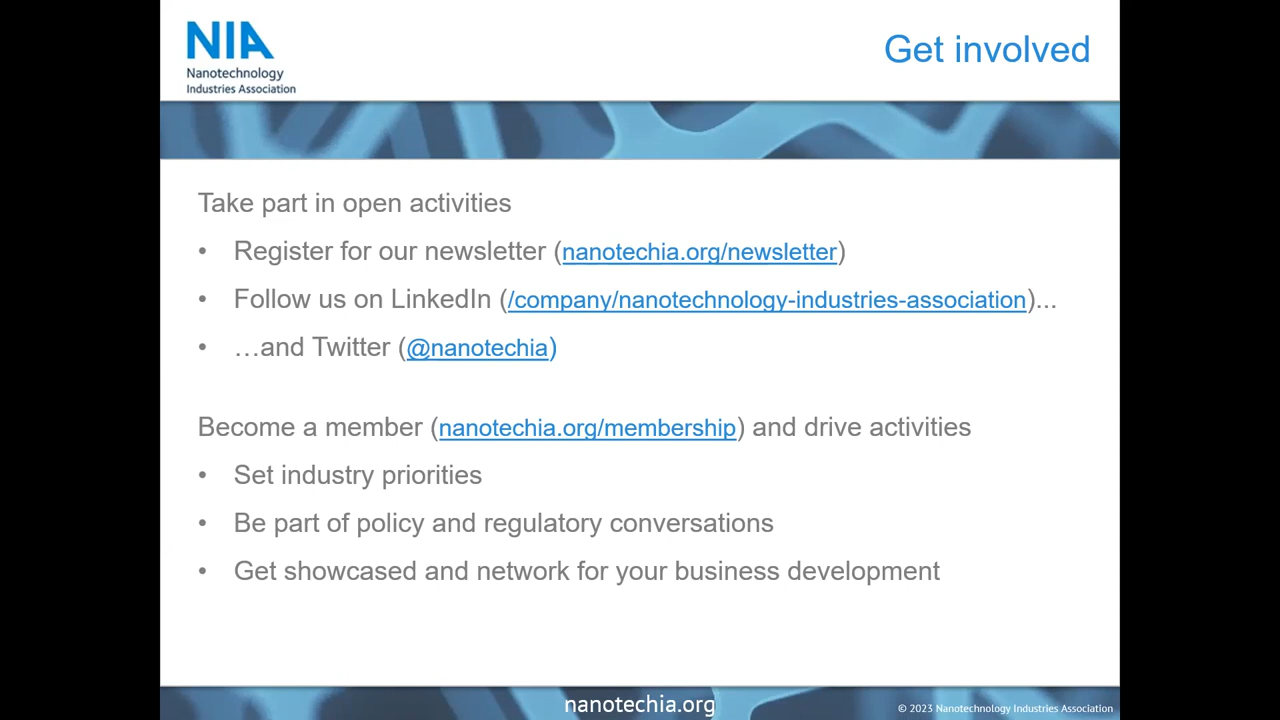 NIA
Nanotechnology
Industries Association
Get involved
Take part in open activities
• Register for our newsletter (nanotechia.org/newsletter)
• Follow us on LinkedIn (/company/nanotechnology-industries-association)...
• …and Twitter (@nanotechia)
Become a member (nanotechia.org/membership) and drive activities
• Set industry priorities
• Be part of policy and regulatory conversations
• Get showcased and network for your business development
nanotechia.org
© 2023 Nanotechnology Industries Association